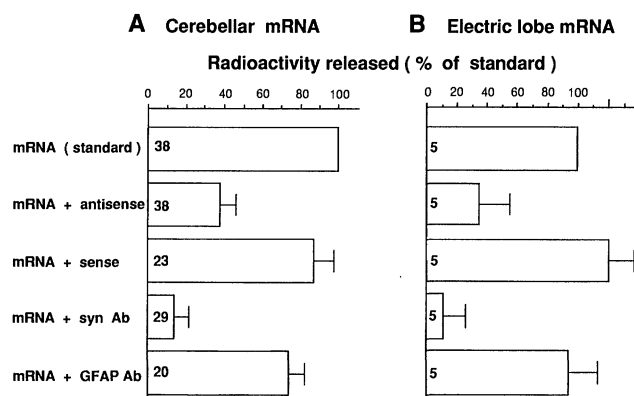 A Cerebellar mRNA
B Electric lobe mRNA
Radioactivity released ( % of standard )
0 20 40 60 80 100
0 20 40 60 80 100
mRNA ( standard ) 38 5
mRNA + antisense 38 5
mRNA + sense 23 5
mRNA + syn Ab 29 5
mRNA + GFAP Ab 20 5